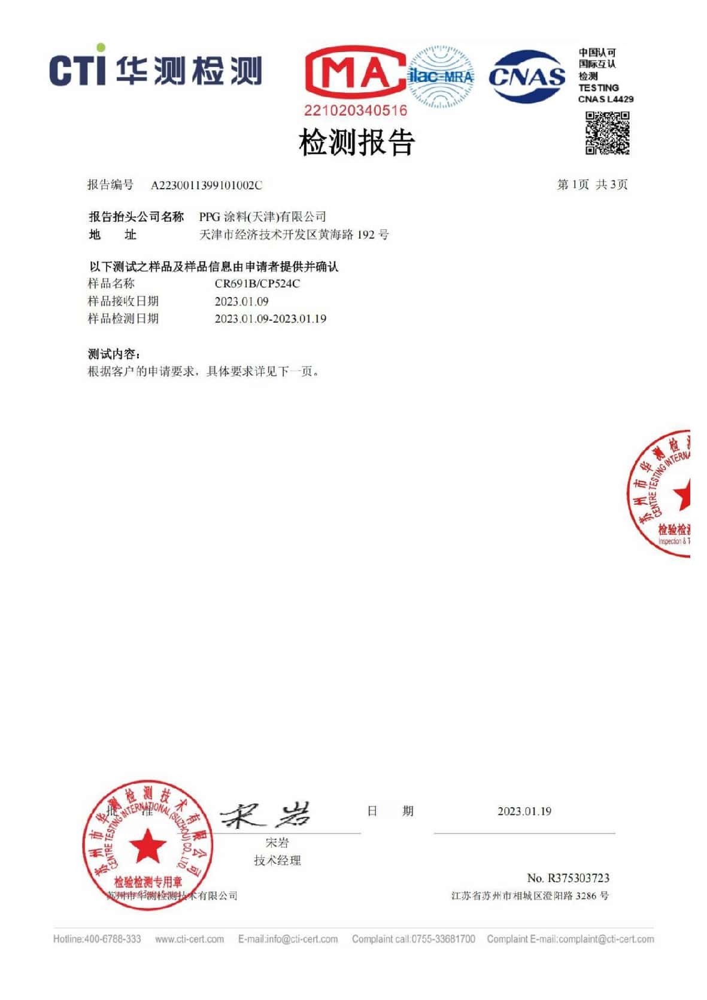 CTI 华测检测
MA
221020340516
ilac-MRA
CNAS
中国认可
国际互认
检测
TESTING
CNAS L4429
检测报告
报告编号 A2230011399101002C 第1页 共3页
报告抬头公司名称 PPG 涂料(天津)有限公司
地 址 天津市经济技术开发区黄海路 192 号
以下测试之样品及样品信息由申请者提供并确认
样品名称 CR691B/CP524C
样品接收日期 2023.01.09
样品检测日期 2023.01.09-2023.01.19
测试内容：
根据客户的申请要求，具体要求详见下一页。
苏州市华测检测
CENTRE TESTING INTERNA
检验检测
Inspection & T
批 准 宋岩 日 期 2023.01.19
宋岩
技术经理
苏州市华测检测技术有限公司
CENTRE TESTING INTERNATIONAL (SUZHOU) CO., LTD.
检验检测专用章
No. R375303723
苏州市华测检测技术有限公司 江苏省苏州市相城区澄阳路 3286 号
Hotline:400-6788-333 www.cti-cert.com E-mail:info@cti-cert.com Complaint call:0755-33681700 Complaint E-mail:complaint@cti-cert.com